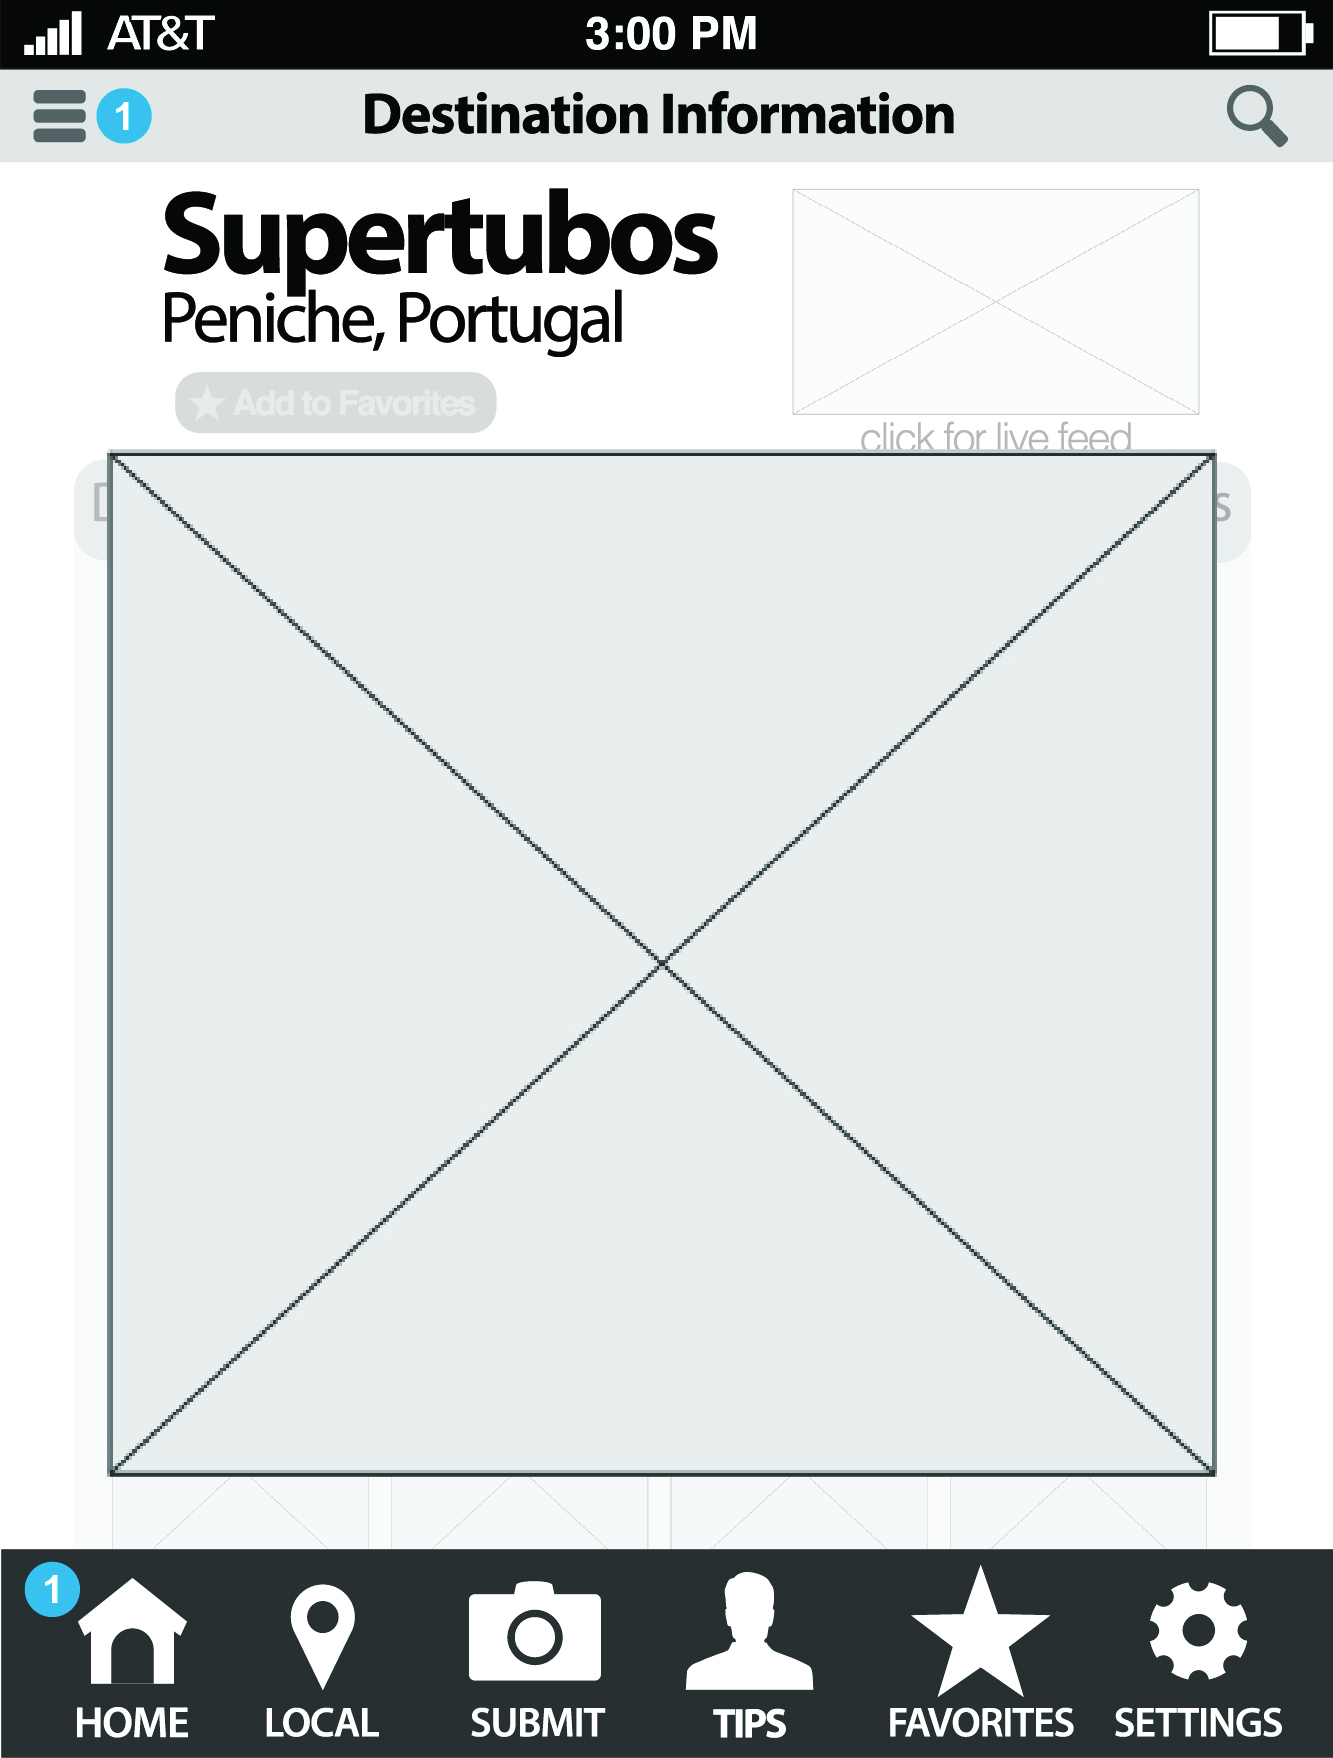 AT&T 3:00 PM
1 Destination Information
Supertubos
Peniche, Portugal
Add to Favorites
click for live feed
1
HOME LOCAL SUBMIT TIPS FAVORITES SETTINGS